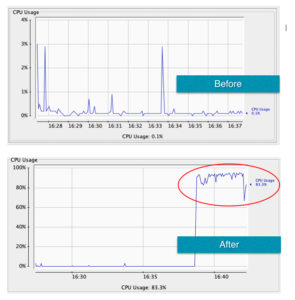 CPU Usage
4%
3%
2%
1%
0%
Before
CPU Usage
0.1%
16:28 16:29 16:30 16:31 16:32 16:33 16:34 16:35 16:36 16:37
CPU Usage: 0.1%
CPU Usage
100%
80%
60%
40%
20%
0%
CPU Usage
83.3%
After
16:30 16:35 16:40
CPU Usage: 83.3%